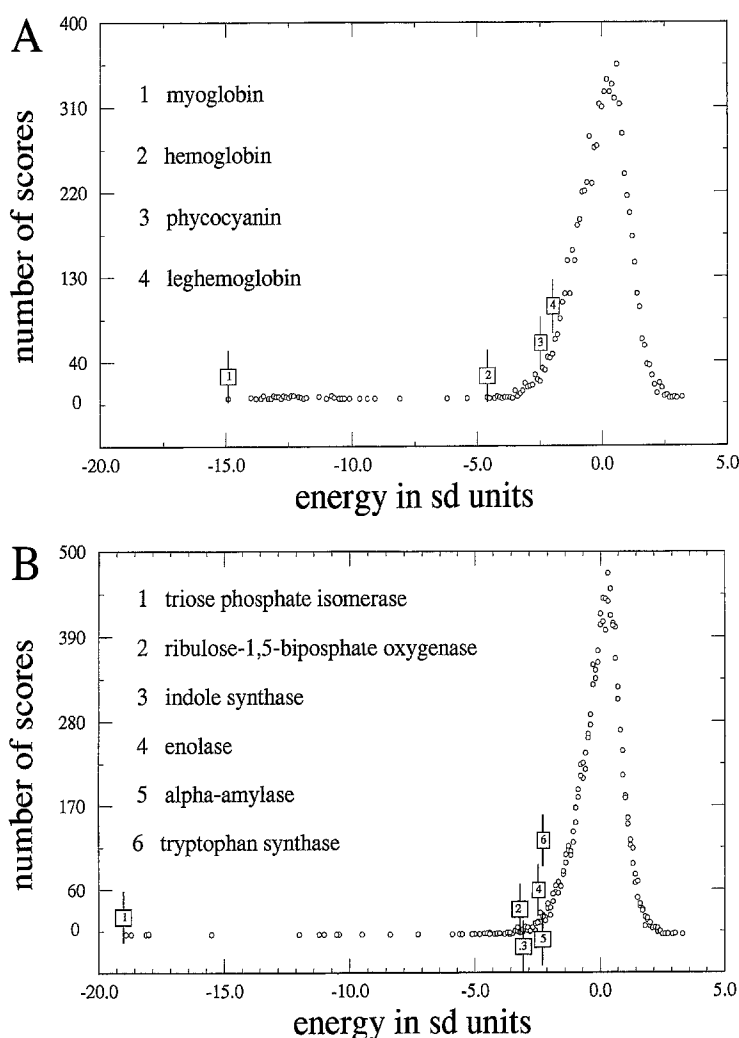 A
400
310
220
130
40
0
number of scores
1 myoglobin
2 hemoglobin
3 phycocyanin
4 leghemoglobin
1
2
3
4
-20.0 -15.0 -10.0 -5.0 0.0 5.0
energy in sd units
B
500
390
280
170
60
0
number of scores
1 triose phosphate isomerase
2 ribulose-1,5-biposphate oxygenase
3 indole synthase
4 enolase
5 alpha-amylase
6 tryptophan synthase
1
2
3
4
5
6
-20.0 -15.0 -10.0 -5.0 0.0 5.0
energy in sd units